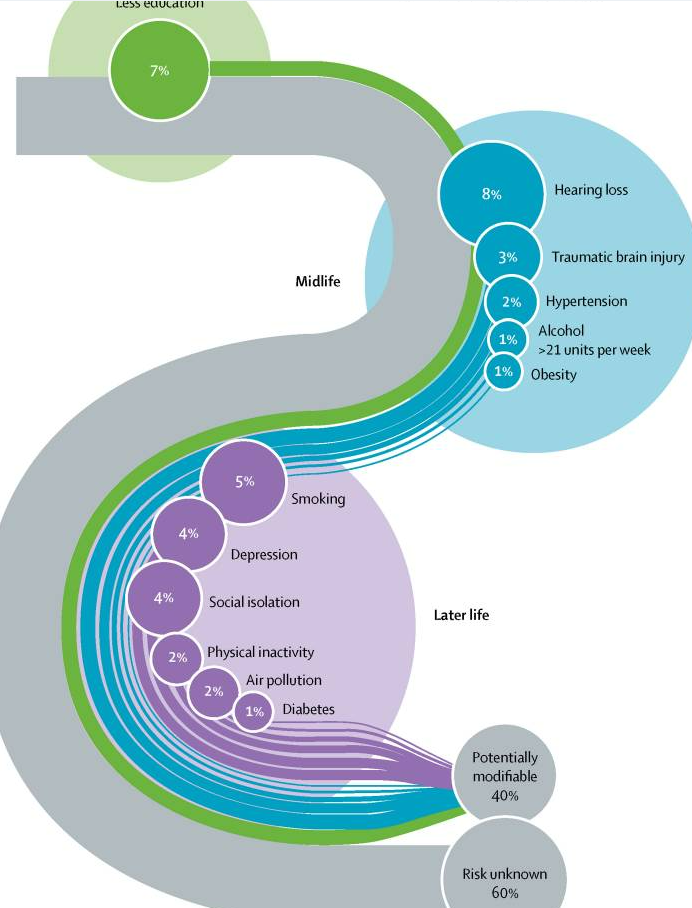 Less education
7%
8%
Hearing loss
3%
Traumatic brain injury
Midlife
2%
Hypertension
1%
Alcohol
>21 units per week
1%
Obesity
5%
Smoking
4%
Depression
4%
Social isolation
Later life
2%
Physical inactivity
2%
Air pollution
1%
Diabetes
Potentially
modifiable
40%
Risk unknown
60%